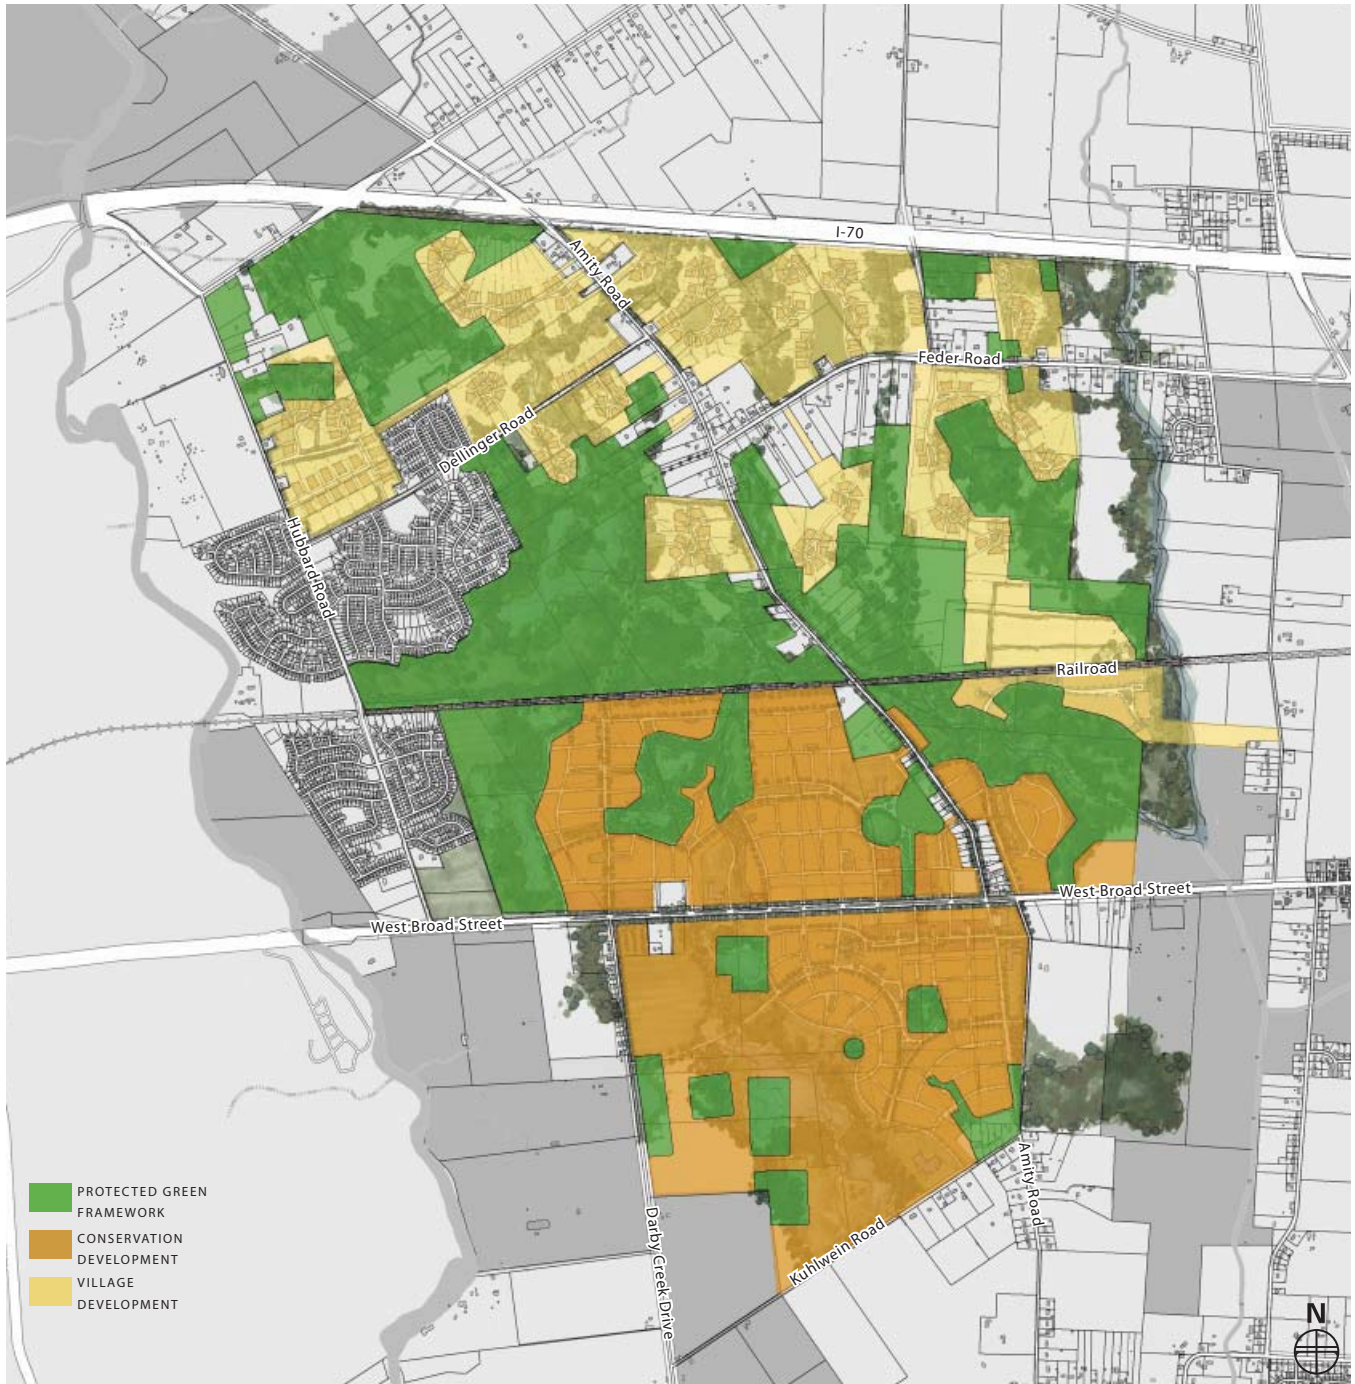 I-70
Amity Road
Feder Road
Dellinger Road
Hubbard Road
Railroad
West Broad Street
West Broad Street
PROTECTED GREEN
FRAMEWORK
CONSERVATION
DEVELOPMENT
VILLAGE
DEVELOPMENT
Darby Creek Drive
Kuhlwein Road
Amity Road
N